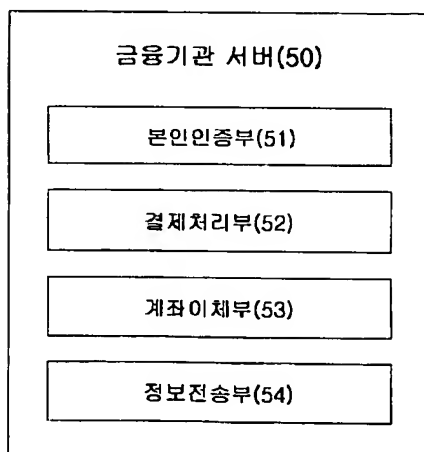 금융기관 서버(50)
본인인증부(51)
결제처리부(52)
계좌이체부(53)
정보전송부(54)